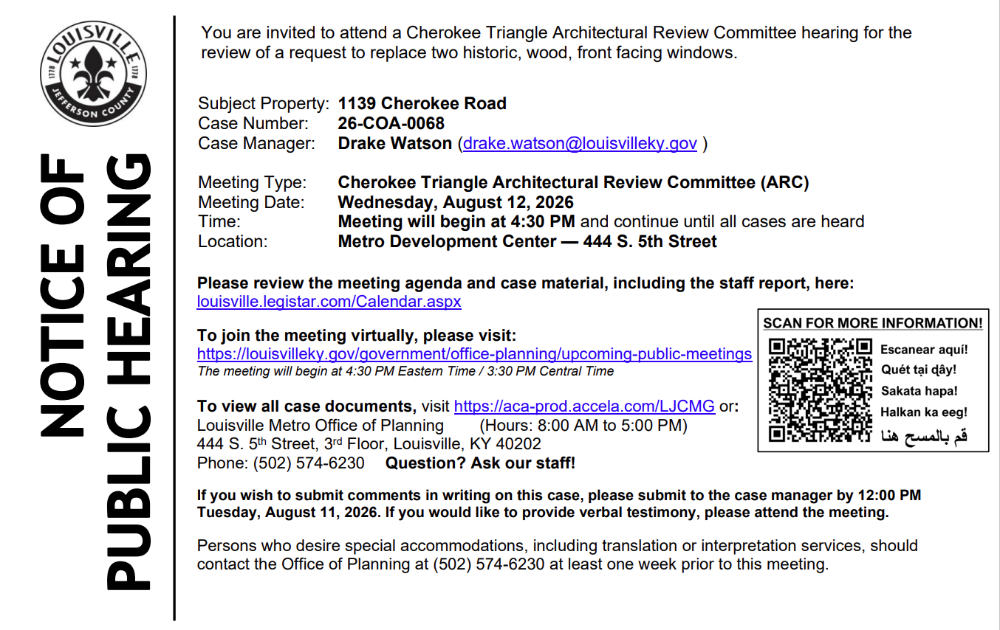 LOUISVILLE
1778 1778
JEFFERSON COUNTY
NOTICE OF
PUBLIC HEARING
You are invited to attend a Cherokee Triangle Architectural Review Committee hearing for the
review of a request to replace two historic, wood, front facing windows.
Subject Property: 1139 Cherokee Road
Case Number: 26-COA-0068
Case Manager: Drake Watson (drake.watson@louisvilleky.gov )
Meeting Type: Cherokee Triangle Architectural Review Committee (ARC)
Meeting Date: Wednesday, August 12, 2026
Time: Meeting will begin at 4:30 PM and continue until all cases are heard
Location: Metro Development Center — 444 S. 5th Street
Please review the meeting agenda and case material, including the staff report, here:
louisville.legistar.com/Calendar.aspx
To join the meeting virtually, please visit:
https://louisvilleky.gov/government/office-planning/upcoming-public-meetings
The meeting will begin at 4:30 PM Eastern Time / 3:30 PM Central Time
To view all case documents, visit https://aca-prod.accela.com/LJCMG or:
Louisville Metro Office of Planning (Hours: 8:00 AM to 5:00 PM)
444 S. 5th Street, 3rd Floor, Louisville, KY 40202
Phone: (502) 574-6230 Question? Ask our staff!
SCAN FOR MORE INFORMATION!
Escanear aquí!
Quét tại dây!
Sakata hapa!
Halkan ka eeg!
قم بالمسح هنا
If you wish to submit comments in writing on this case, please submit to the case manager by 12:00 PM
Tuesday, August 11, 2026. If you would like to provide verbal testimony, please attend the meeting.
Persons who desire special accommodations, including translation or interpretation services, should
contact the Office of Planning at (502) 574-6230 at least one week prior to this meeting.